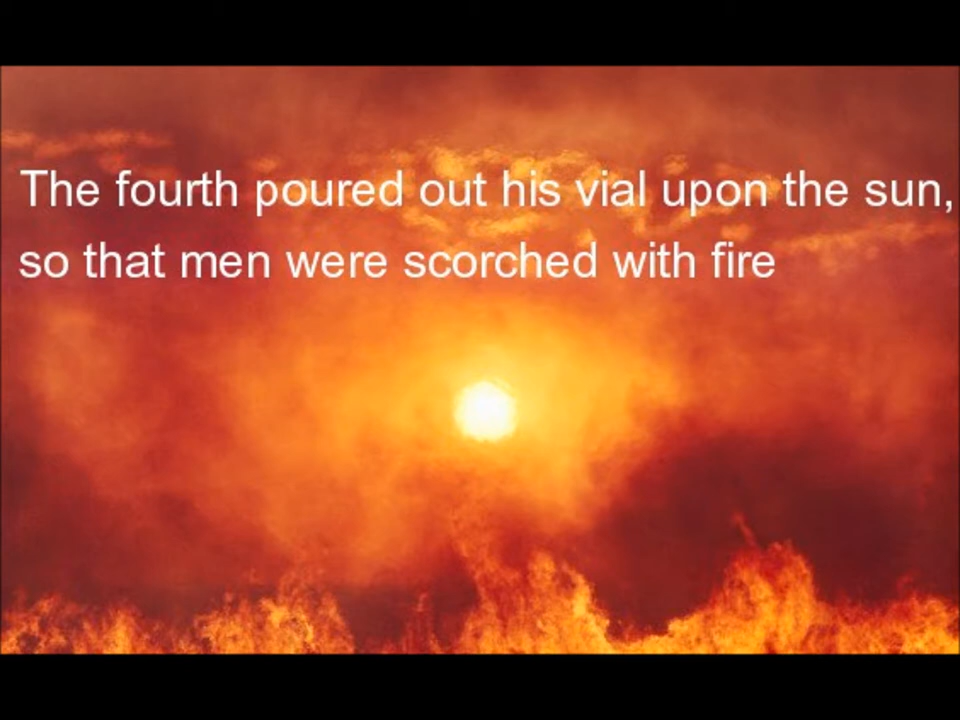 The fourth poured out his vial upon the sun,
so that men were scorched with fire